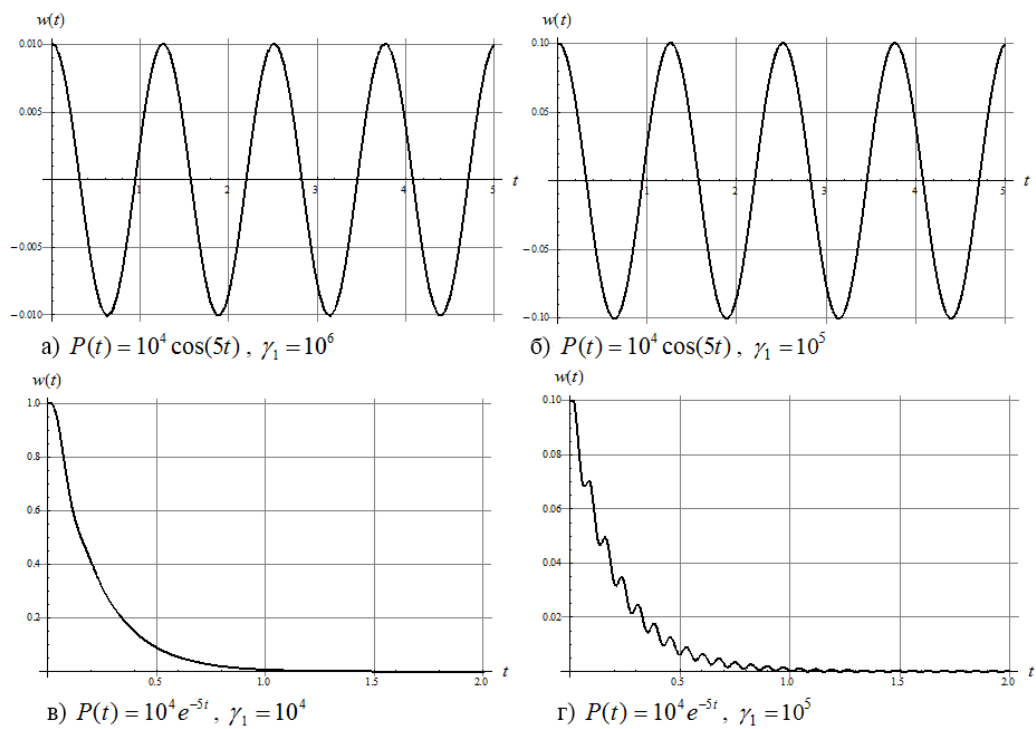 w(t)
0.010
0.005
−0.005
−0.010
1 2 3 4 5 t
а) P(t) = 10⁴ cos(5t) , γ₁ = 10⁶
w(t)
0.10
0.05
−0.05
−0.10
1 2 3 4 5 t
б) P(t) = 10⁴ cos(5t) , γ₁ = 10⁵
w(t)
1.0
0.8
0.6
0.4
0.2
0.5 1.0 1.5 2.0 t
в) P(t) = 10⁴ e⁻⁵ᵗ , γ₁ = 10⁴
w(t)
0.10
0.08
0.06
0.04
0.02
0.5 1.0 1.5 2.0 t
г) P(t) = 10⁴ e⁻⁵ᵗ , γ₁ = 10⁵